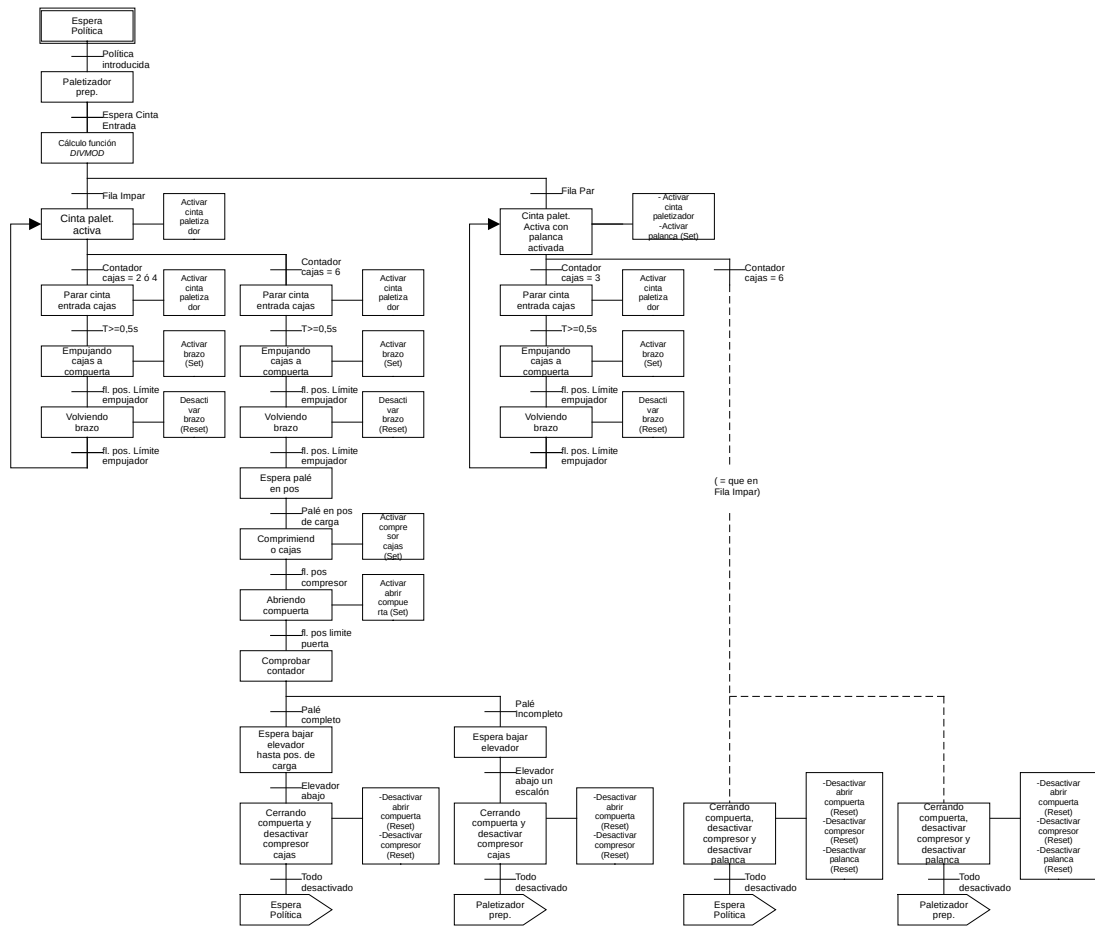 Espera
Política
Política
introducida
Paletizador
prep.
Espera Cinta
Entrada
Cálculo función
DIVMOD
Fila Impar
Fila Par
Cinta palet.
activa
Activar
cinta
paletiza
dor
Cinta palet.
Activa con
palanca
activada
- Activar
cinta
paletizador
-Activar
palanca (Set)
Contador
cajas = 2 ó 4
Contador
cajas = 6
Contador
cajas = 3
Contador
cajas = 6
Parar cinta
entrada cajas
Activar
cinta
paletiza
dor
Parar cinta
entrada cajas
Activar
cinta
paletiza
dor
Parar cinta
entrada cajas
Activar
cinta
paletiza
dor
T>=0,5s
T>=0,5s
T>=0,5s
Empujando
cajas a
compuerta
Activar
brazo
(Set)
Empujando
cajas a
compuerta
Activar
brazo
(Set)
Empujando
cajas a
compuerta
Activar
brazo
(Set)
fl. pos. Límite
empujador
fl. pos. Límite
empujador
fl. pos. Límite
empujador
Volviendo
brazo
Desacti
var
brazo
(Reset)
Volviendo
brazo
Desacti
var
brazo
(Reset)
Volviendo
brazo
Desacti
var
brazo
(Reset)
fl. pos. Límite
empujador
fl. pos. Límite
empujador
fl. pos. Límite
empujador
Espera palé
en pos
( = que en
Fila Impar)
Palé en pos
de carga
Comprimiend
o cajas
Activar
compre
sor
cajas
(Set)
fl. pos
compresor
Abriendo
compuerta
Activar
abrir
compue
rta (Set)
fl. pos limite
puerta
Comprobar
contador
Palé
completo
Palé
Incompleto
Espera bajar
elevador
hasta pos. de
carga
Espera bajar
elevador
Elevador
abajo
Elevador
abajo un
escalón
Cerrando
compuerta y
desactivar
compresor
cajas
-Desactivar
abrir
compuerta
(Reset)
-Desactivar
compresor
(Reset)
Cerrando
compuerta y
desactivar
compresor
cajas
-Desactivar
abrir
compuerta
(Reset)
-Desactivar
compresor
(Reset)
Cerrando
compuerta,
desactivar
compresor y
desactivar
palanca
-Desactivar
abrir
compuerta
(Reset)
-Desactivar
compresor
(Reset)
-Desactivar
palanca
(Reset)
Cerrando
compuerta,
desactivar
compresor y
desactivar
palanca
-Desactivar
abrir
compuerta
(Reset)
-Desactivar
compresor
(Reset)
-Desactivar
palanca
(Reset)
Todo
desactivado
Todo
desactivado
Todo
desactivado
Todo
desactivado
Espera
Política
Paletizador
prep.
Espera
Política
Paletizador
prep.